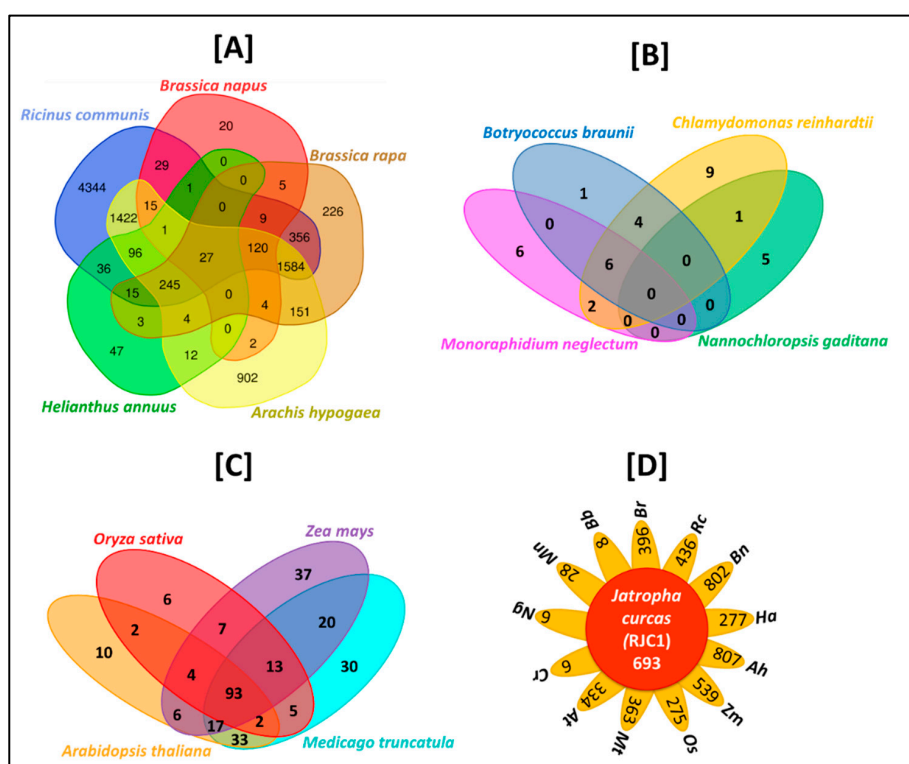 [A]
Brassica napus
Ricinus communis
Brassica rapa
Helianthus annuus
Arachis hypogaea
20
29
0
0
1
5
4344
1422
15
0
9
226
1
356
96
27
120
1584
36
245
15
0
4
151
3
4
0
2
47
12
902
[B]
Botryococcus braunii
Chlamydomonas reinhardtii
Monoraphidium neglectum
Nannochloropsis gaditana
1
9
0
4
1
6
6
0
5
0
2
0
0
0
0
[C]
Oryza sativa
Zea mays
Arabidopsis thaliana
Medicago truncatula
6
37
2
7
20
10
4
13
30
93
6
17
2
5
33
[D]
Jatropha
curcas
(RJC1)
693
Br
396
Rc
436
Bn
802
Ha
277
Ah
807
Zm
539
Os
275
Mt
363
At
334
Cr
9
Ng
9
Mn
28
Bb
8